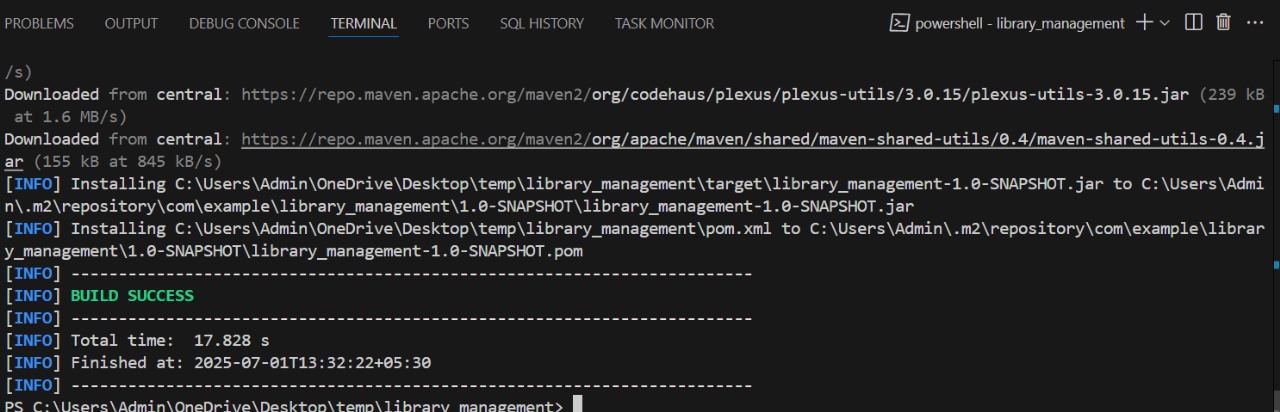 PROBLEMS OUTPUT DEBUG CONSOLE TERMINAL PORTS SQL HISTORY TASK MONITOR powershell - library_management
/s)
Downloaded from central: https://repo.maven.apache.org/maven2/org/codehaus/plexus/plexus-utils/3.0.15/plexus-utils-3.0.15.jar (239 kB
at 1.6 MB/s)
Downloaded from central: https://repo.maven.apache.org/maven2/org/apache/maven/shared/maven-shared-utils/0.4/maven-shared-utils-0.4.j
ar (155 kB at 845 kB/s)
[INFO] Installing C:\Users\Admin\OneDrive\Desktop\temp\library_management\target\library_management-1.0-SNAPSHOT.jar to C:\Users\Admi
n\.m2\repository\com\example\library_management\1.0-SNAPSHOT\library_management-1.0-SNAPSHOT.jar
[INFO] Installing C:\Users\Admin\OneDrive\Desktop\temp\library_management\pom.xml to C:\Users\Admin\.m2\repository\com\example\librar
y_management\1.0-SNAPSHOT\library_management-1.0-SNAPSHOT.pom
[INFO] ------------------------------------------------------------------------
[INFO] BUILD SUCCESS
[INFO] ------------------------------------------------------------------------
[INFO] Total time:  17.828 s
[INFO] Finished at: 2025-07-01T13:32:22+05:30
[INFO] ------------------------------------------------------------------------
PS C:\Users\Admin\OneDrive\Desktop\temp\library_management>